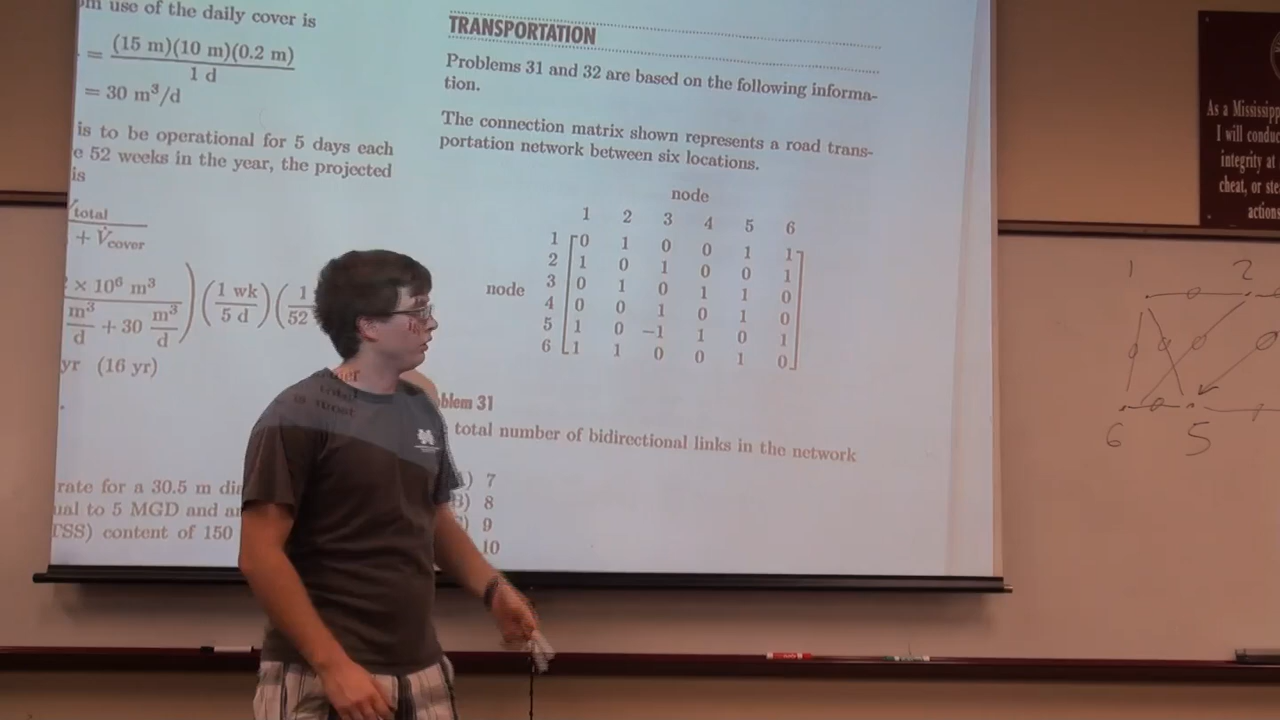 m use of the daily cover is
= (15 m)(10 m)(0.2 m)
1 d
= 30 m³/d
is to be operational for 5 days each
e 52 weeks in the year, the projected
is
total
+ V̇cover
× 10⁶ m³
m³
d
+ 30 m³
d
) (1 wk
5 d) (1
52
yr (16 yr)
rate for a 30.5 m di
ual to 5 MGD and a
TSS) content of 150
TRANSPORTATION
Problems 31 and 32 are based on the following informa-
tion.
The connection matrix shown represents a road trans-
portation network between six locations.
node
1 2 3 4 5 6
1 0 1 0 0 1 1
2 1 0 1 0 0 1
node 3 0 1 0 1 1 0
4 0 0 1 0 1 0
5 1 0 −1 1 0 1
6 1 1 0 0 1 0
blem 31
total number of bidirectional links in the network
) 7
B) 8
) 9
10
As a Mississipp
I will conduc
integrity at
cheat, or ste
action
1 2
6 5